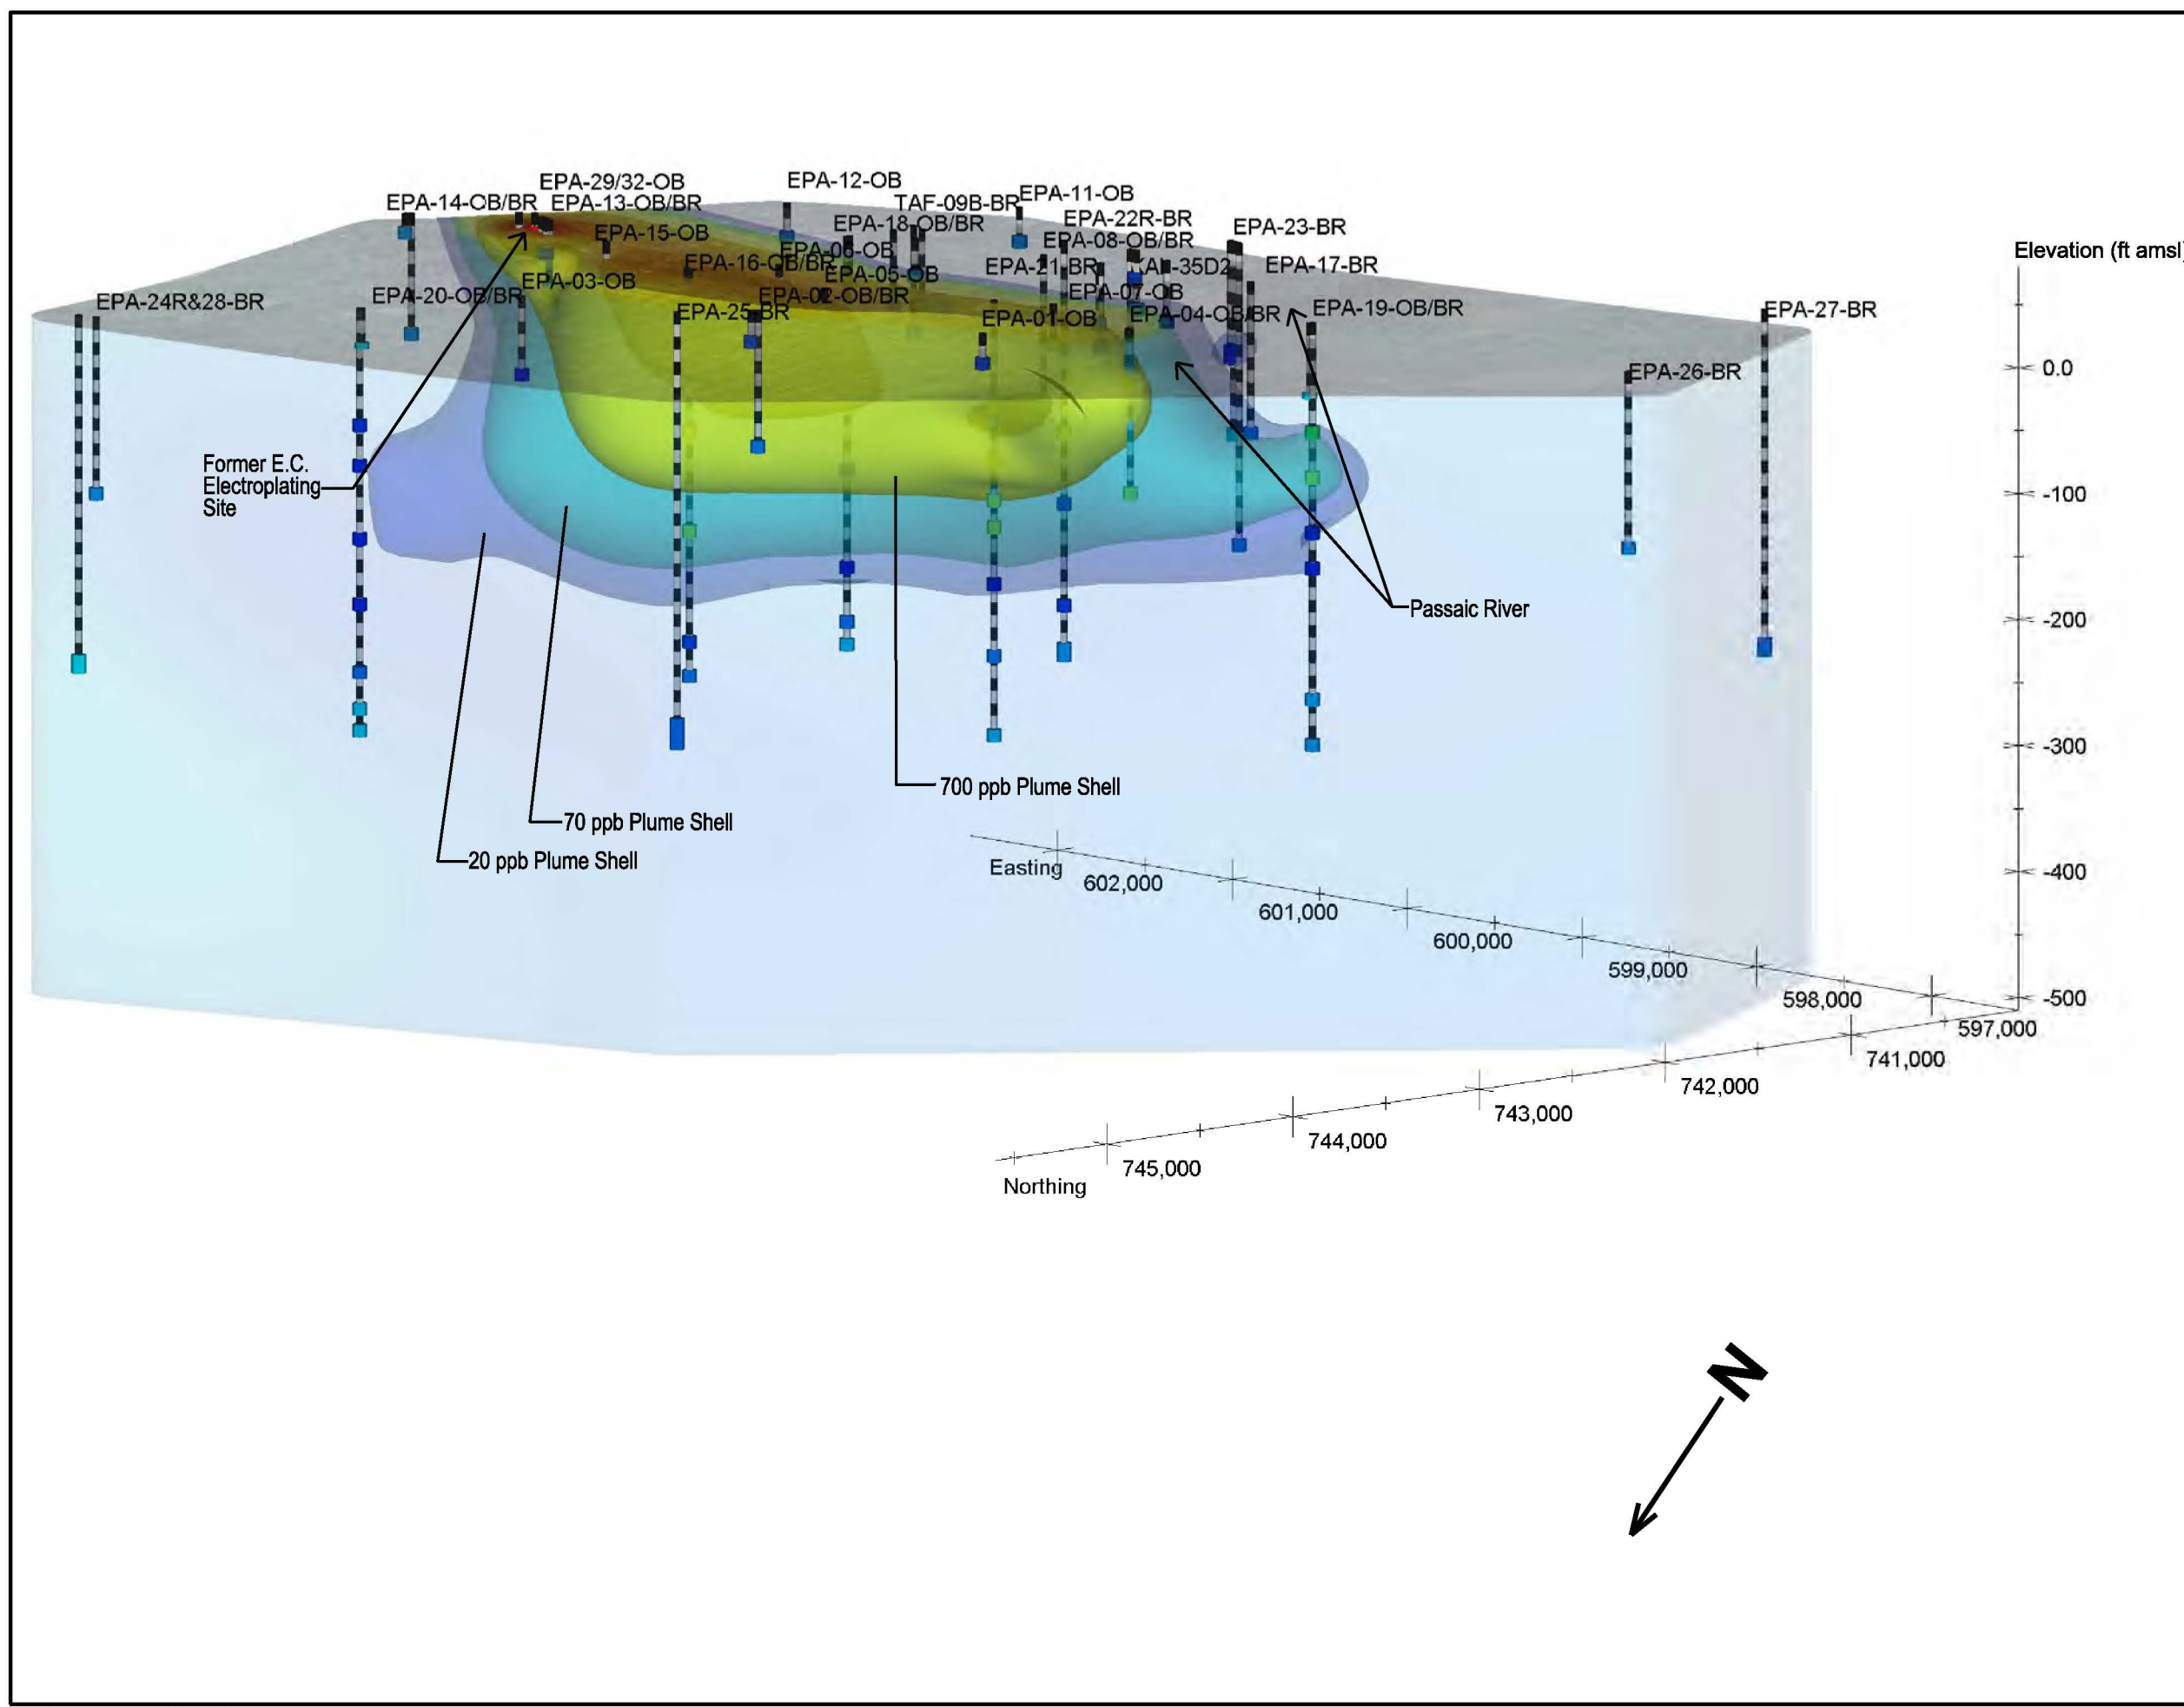 EPA-29/32-OB
EPA-12-OB
EPA-14-OB/BR
EPA-13-OB/BR
TAF-09B-BR
EPA-11-OB
EPA-15-OB
EPA-18-OB/BR
EPA-22R-BR
EPA-23-BR
EPA-06-OB
EPA-08-OB/BR
Elevation (ft amsl)
EPA-16-OB/BR
EPA-05-OB
EPA-21-BR
EPA-17-BR
EPA-03-OB
EPA-24R&28-BR
EPA-20-OB/BR
EPA-02-OB/BR
EPA-07-OB
EPA-25-BR
EPA-01-OB
EPA-04-OB/BR
EPA-19-OB/BR
EPA-27-BR
EPA-26-BR
0.0
-100
-200
-300
-400
-500
Former E.C.
Electroplating
Site
Passaic River
700 ppb Plume Shell
70 ppb Plume Shell
20 ppb Plume Shell
Easting
602,000
601,000
600,000
599,000
598,000
597,000
741,000
742,000
743,000
744,000
745,000
Northing
N